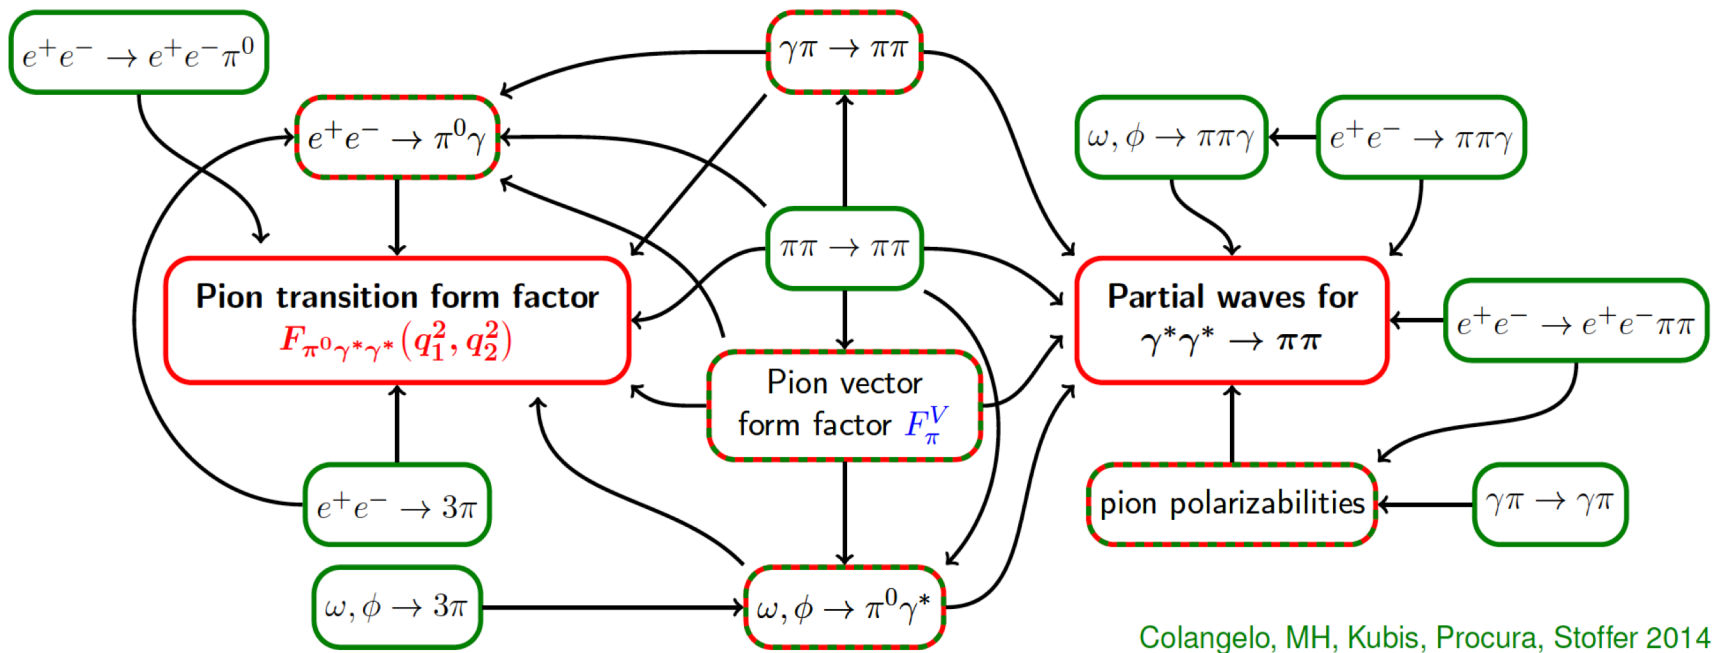 e⁺e⁻ → e⁺e⁻π⁰
γπ → ππ
e⁺e⁻ → π⁰γ
ω, φ → ππγ
e⁺e⁻ → ππγ
ππ → ππ
Pion transition form factor
F_{π⁰γ*γ*}(q₁², q₂²)
Partial waves for
γ*γ* → ππ
e⁺e⁻ → e⁺e⁻ππ
Pion vector
form factor F_π^V
e⁺e⁻ → 3π
pion polarizabilities
γπ → γπ
ω, φ → 3π
ω, φ → π⁰γ*
Colangelo, MH, Kubis, Procura, Stoffer 2014